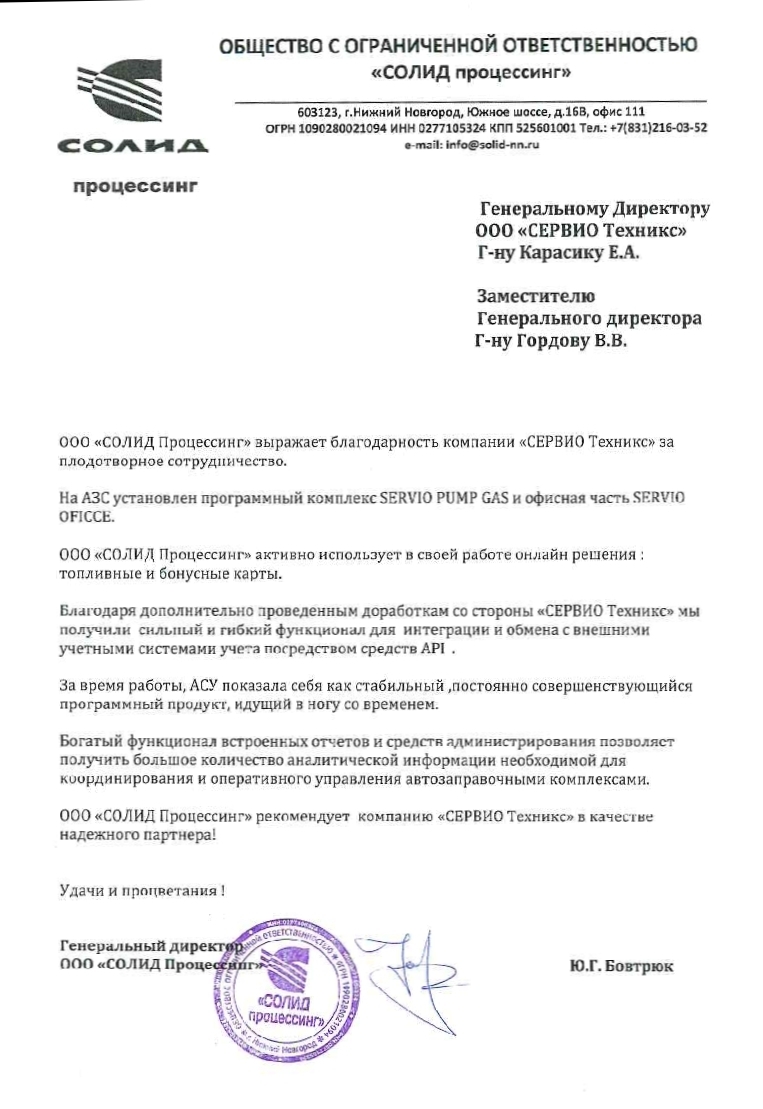 ОБЩЕСТВО С ОГРАНИЧЕННОЙ ОТВЕТСТВЕННОСТЬЮ
«СОЛИД процессинг»
603123, г.Нижний Новгород, Южное шоссе, д.16В, офис 111
ОГРН 1090280021094 ИНН 0277105324 КПП 525601001 Тел.: +7(831)216-03-52
e-mail: info@solid-nn.ru
СОЛИД
процессинг
Генеральному Директору
ООО «СЕРВИО Техникс»
Г-ну Карасику Е.А.
Заместителю
Генерального директора
Г-ну Гордову В.В.
ООО «СОЛИД Процессинг» выражает благодарность компании «СЕРВИО Техникс» за
плодотворное сотрудничество.
На АЗС установлен программный комплекс SERVIO PUMP GAS и офисная часть SERVIO
OFICCE.
ООО «СОЛИД Процессинг» активно использует в своей работе онлайн решения :
топливные и бонусные карты.
Благодаря дополнительно проведенным доработкам со стороны «СЕРВИО Техникс» мы
получили сильный и гибкий функционал для интеграции и обмена с внешними
учетными системами учета посредством средств API .
За время работы, АСУ показала себя как стабильный ,постоянно совершенствующийся
программный продукт, идущий в ногу со временем.
Богатый функционал встроенных отчетов и средств администрирования позволяет
получить большое количество аналитической информации необходимой для
координирования и оперативного управления автозаправочными комплексами.
ООО «СОЛИД Процессинг» рекомендует компанию «СЕРВИО Техникс» в качестве
надежного партнера!
Удачи и процветания !
Генеральный директор
ООО «СОЛИД Процессинг»
Ю.Г. Бовтрюк
ОБЩЕСТВО С ОГРАНИЧЕННОЙ ОТВЕТСТВЕННОСТЬЮ ОГРН 1090280021094
г. Нижний Новгород
«СОЛИД
процессинг»